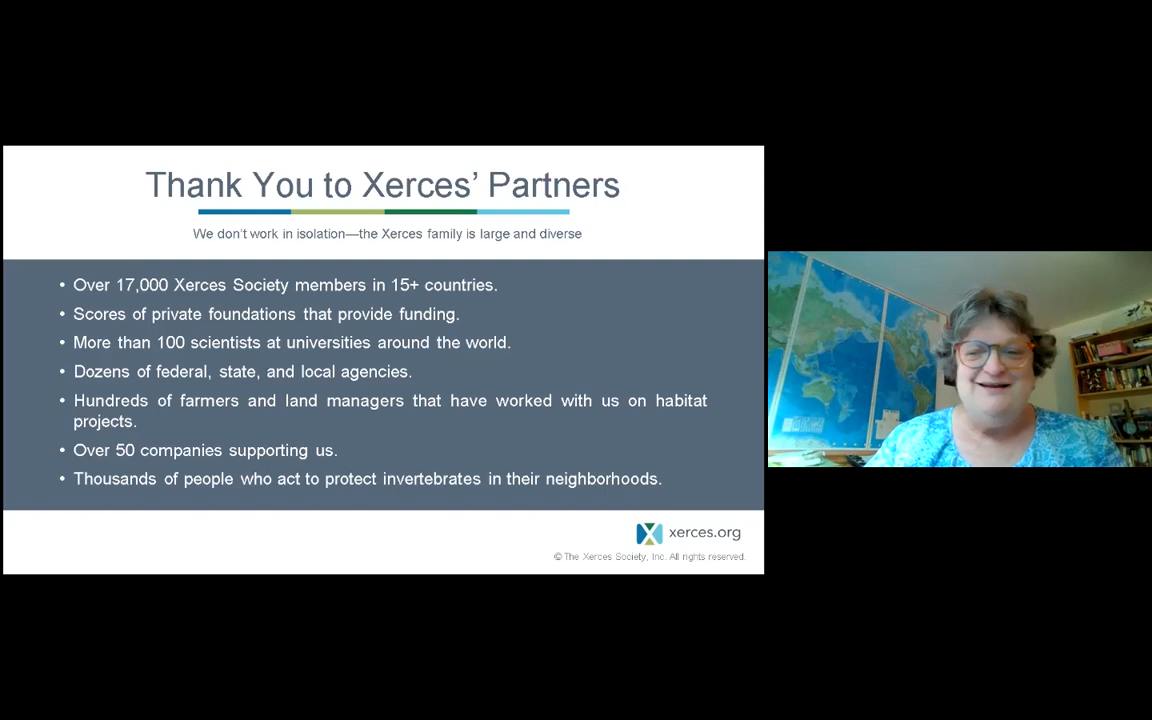 Thank You to Xerces’ Partners
We don’t work in isolation—the Xerces family is large and diverse
• Over 17,000 Xerces Society members in 15+ countries.
• Scores of private foundations that provide funding.
• More than 100 scientists at universities around the world.
• Dozens of federal, state, and local agencies.
• Hundreds of farmers and land managers that have worked with us on habitat
projects.
• Over 50 companies supporting us.
• Thousands of people who act to protect invertebrates in their neighborhoods.
xerces.org
© The Xerces Society, Inc. All rights reserved.